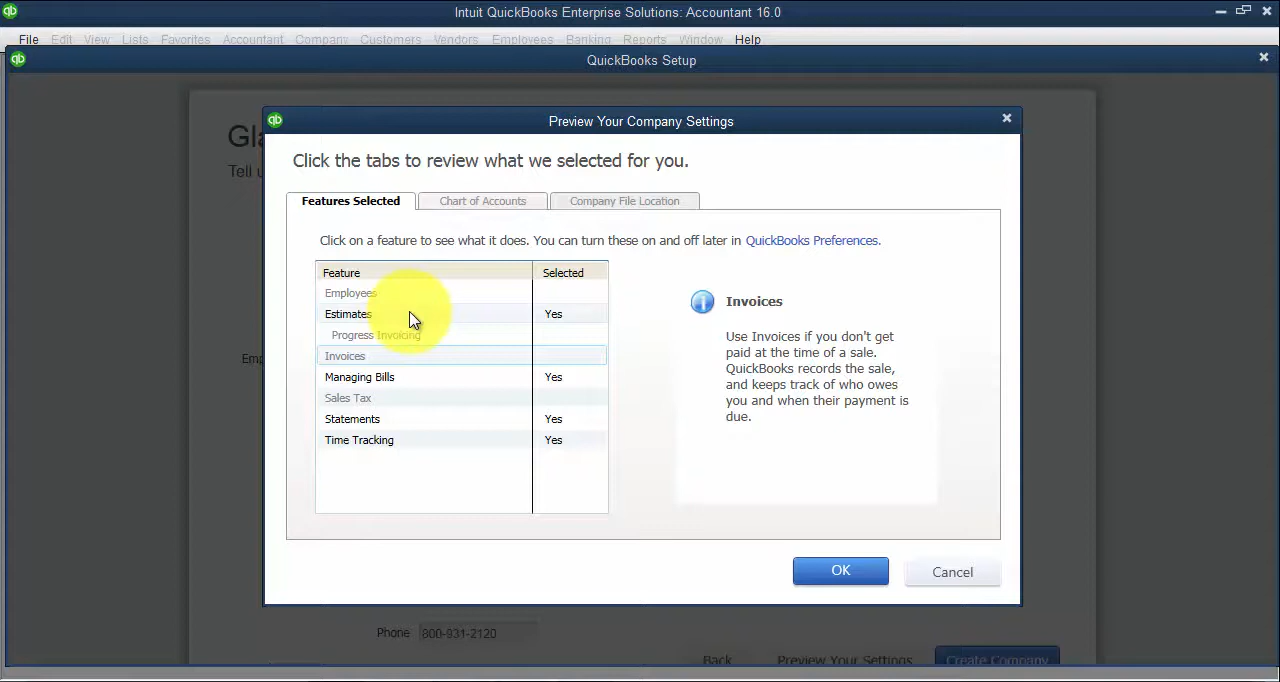 Intuit QuickBooks Enterprise Solutions: Accountant 16.0
File Edit View Lists Favorites Accountant Company Customers Vendors Employees Banking Reports Window Help
QuickBooks Setup
Preview Your Company Settings
Click the tabs to review what we selected for you.
Features Selected Chart of Accounts Company File Location
Click on a feature to see what it does. You can turn these on and off later in QuickBooks Preferences.
Feature Selected
Employees
Estimates Yes
Progress Invoicing
Invoices
Managing Bills Yes
Sales Tax
Statements Yes
Time Tracking Yes
Invoices
Use Invoices if you don't get
paid at the time of a sale.
QuickBooks records the sale,
and keeps track of who owes
you and when their payment is
due.
OK Cancel
Phone 800-931-2120
Back Preview Your Settings Create Company